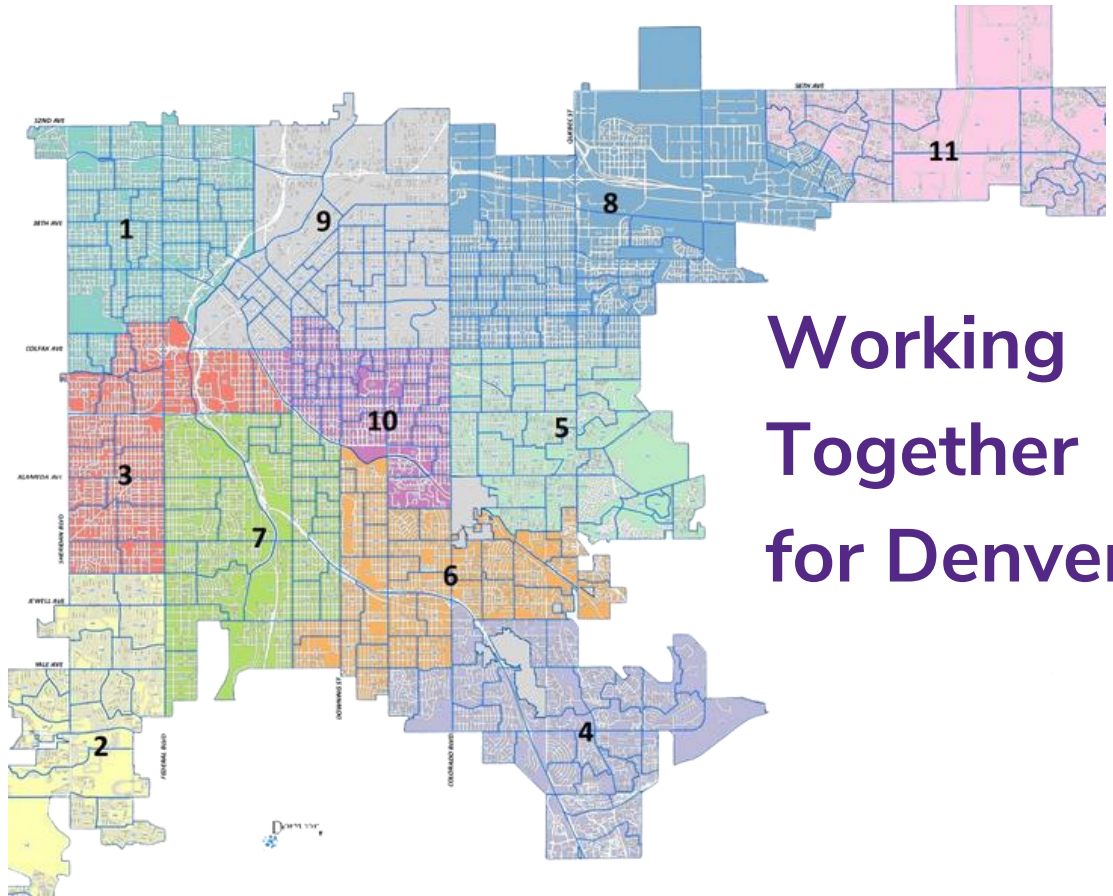 56TH AVE
52ND AVE
QUEBEC ST
11
8
9
38TH AVE
1
Working
COLFAX AVE
10
5
Together
3
ALAMEDA AVE
SHERIDAN BLVD
7
for Denver
6
JEWELL AVE
YALE AVE
DOWNING ST
4
2
FEDERAL BLVD
COLORADO BLVD